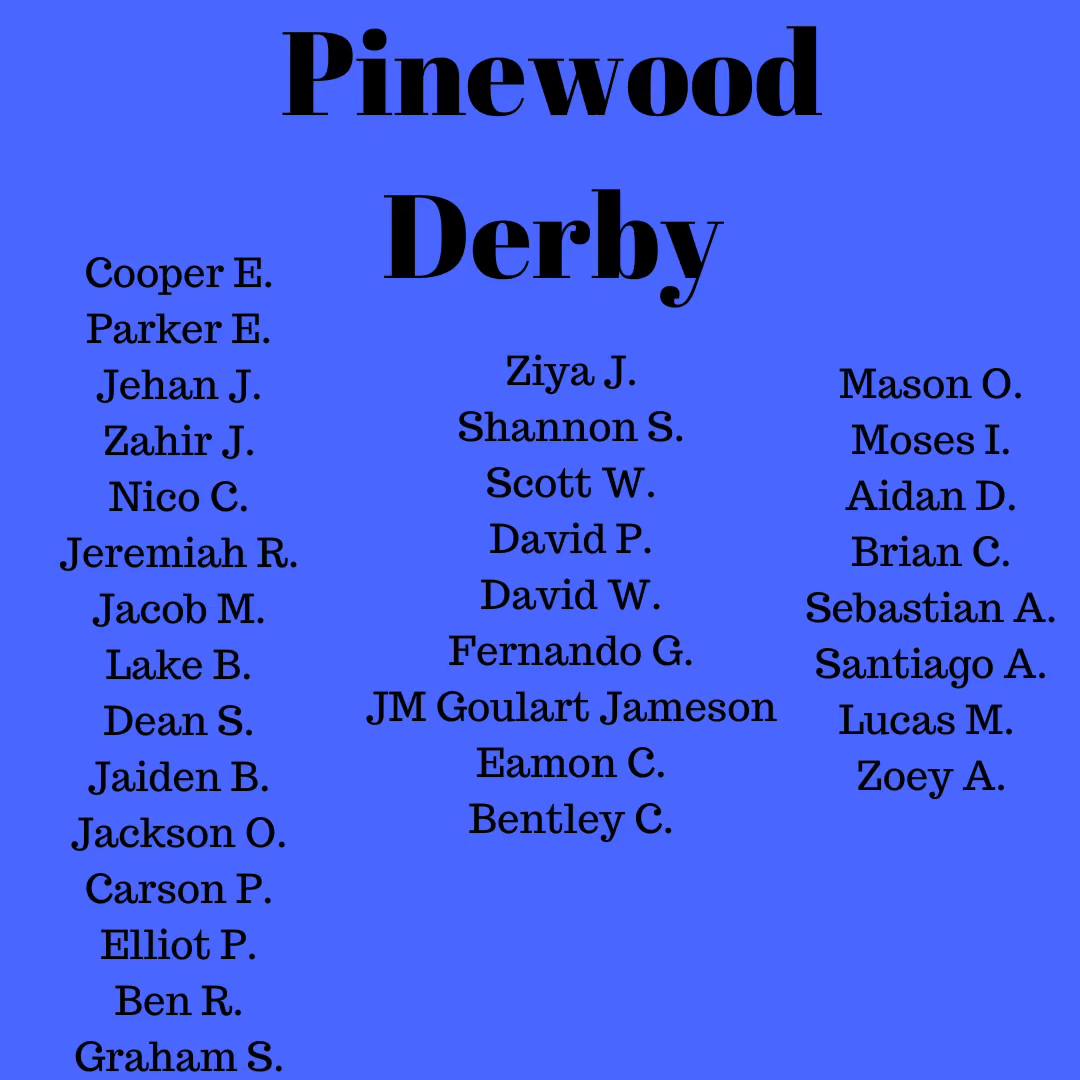 Pinewood
Derby
Cooper E.
Parker E.
Jehan J.
Zahir J.
Nico C.
Jeremiah R.
Jacob M.
Lake B.
Dean S.
Jaiden B.
Jackson O.
Carson P.
Elliot P.
Ben R.
Graham S.
Ziya J.
Shannon S.
Scott W.
David P.
David W.
Fernando G.
JM Goulart Jameson
Eamon C.
Bentley C.
Mason O.
Moses I.
Aidan D.
Brian C.
Sebastian A.
Santiago A.
Lucas M.
Zoey A.